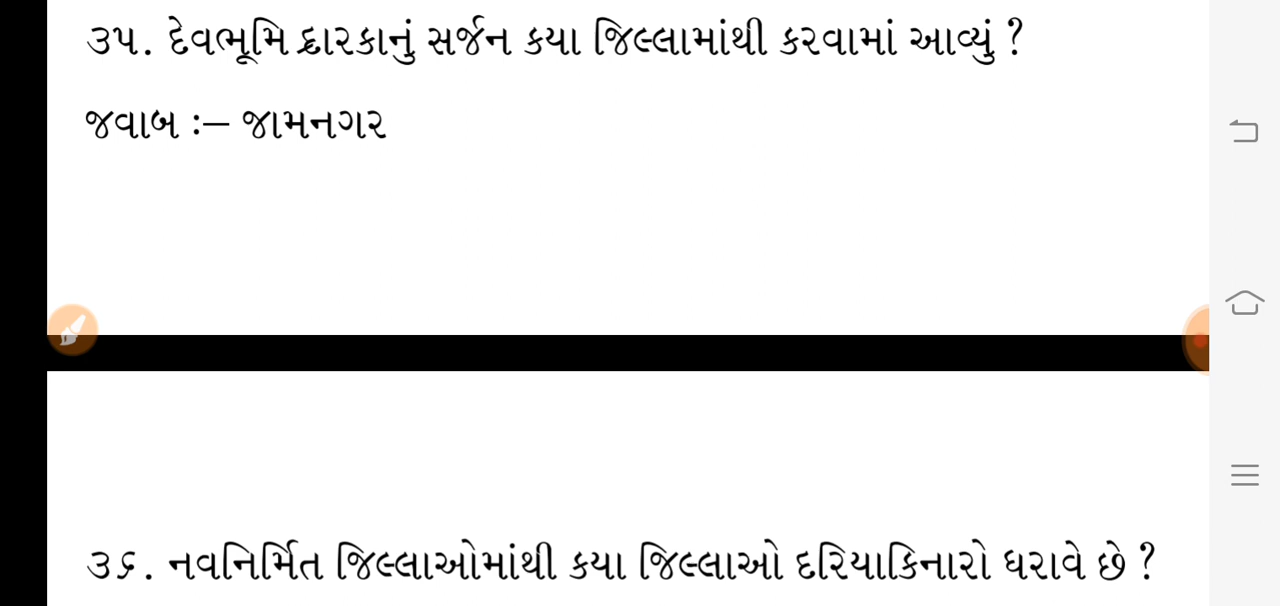 ૩૫. દેવભૂમિ દ્વારકાનું સર્જન કયા જિલ્લામાંથી કરવામાં આવ્યું ?
જવાબ :– જામનગર
૩૬. નવનિર્મિત જિલ્લાઓમાંથી કયા જિલ્લાઓ દરિયાકિનારો ધરાવે છે ?